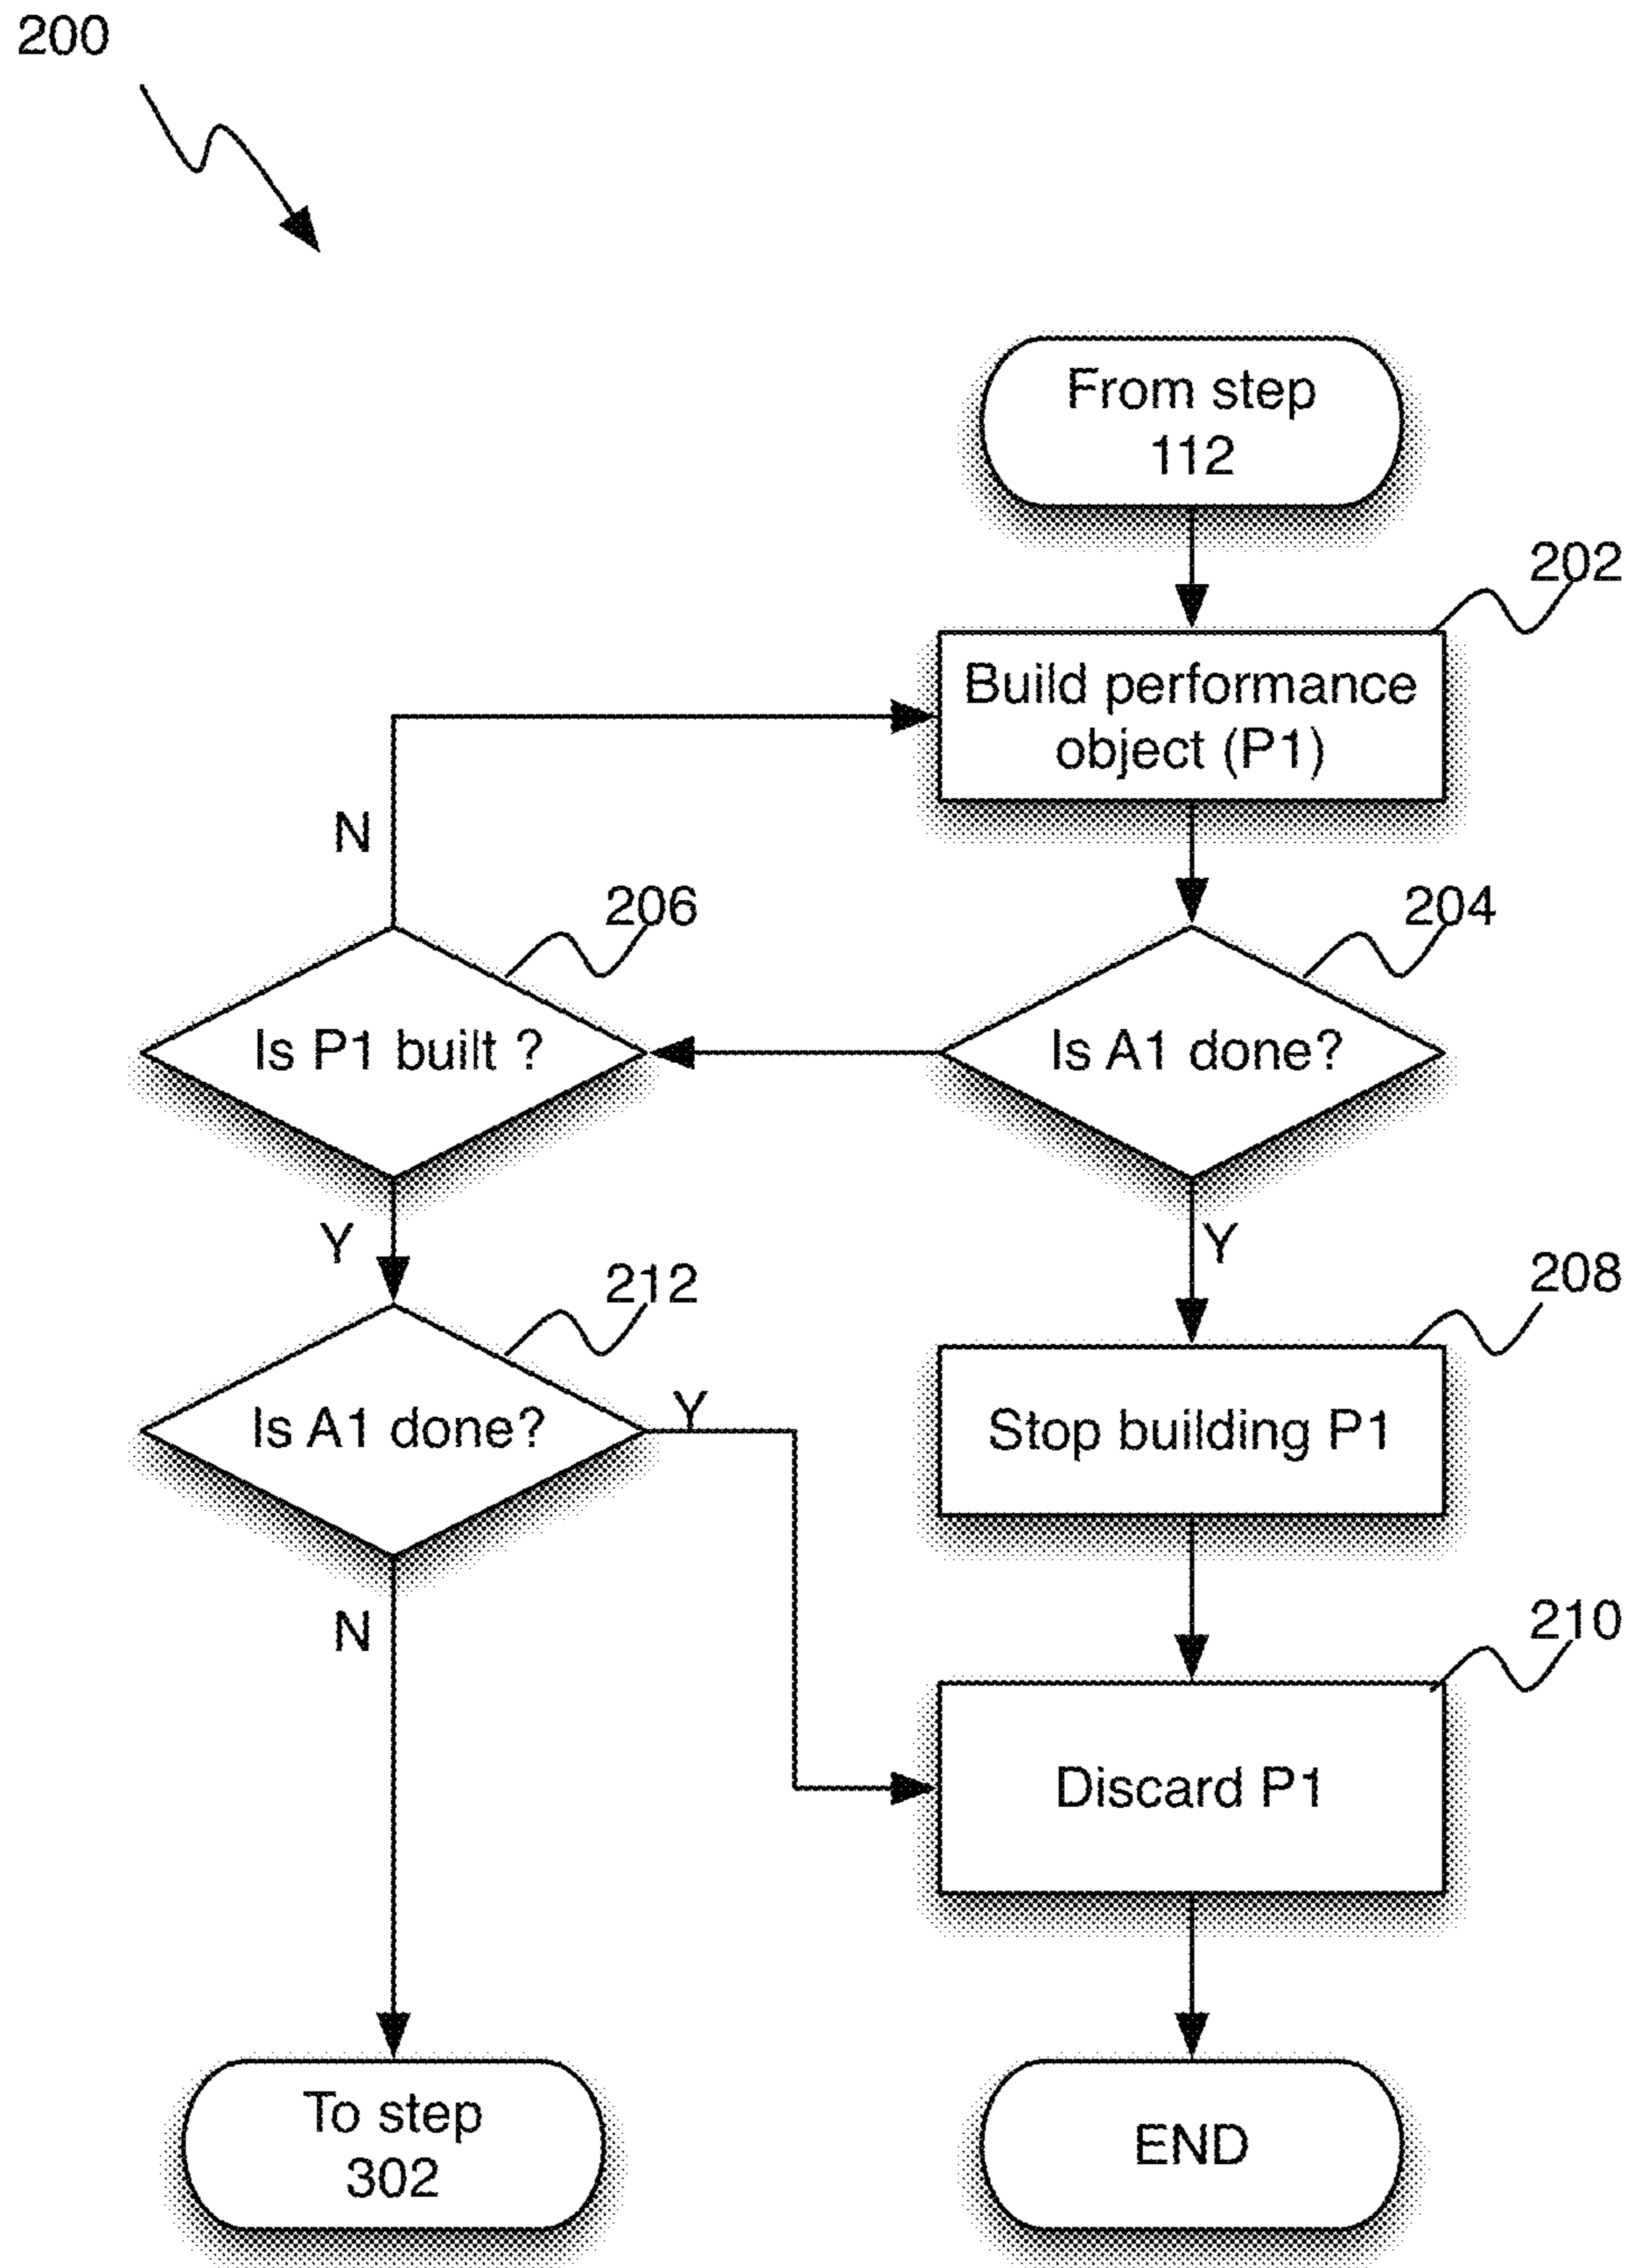 200
From step
112
202
Build performance
object (P1)
N
206
204
Is P1 built ?
Is A1 done?
Y
Y
212
208
Is A1 done?
Y
Stop building P1
N
210
Discard P1
To step
302
END